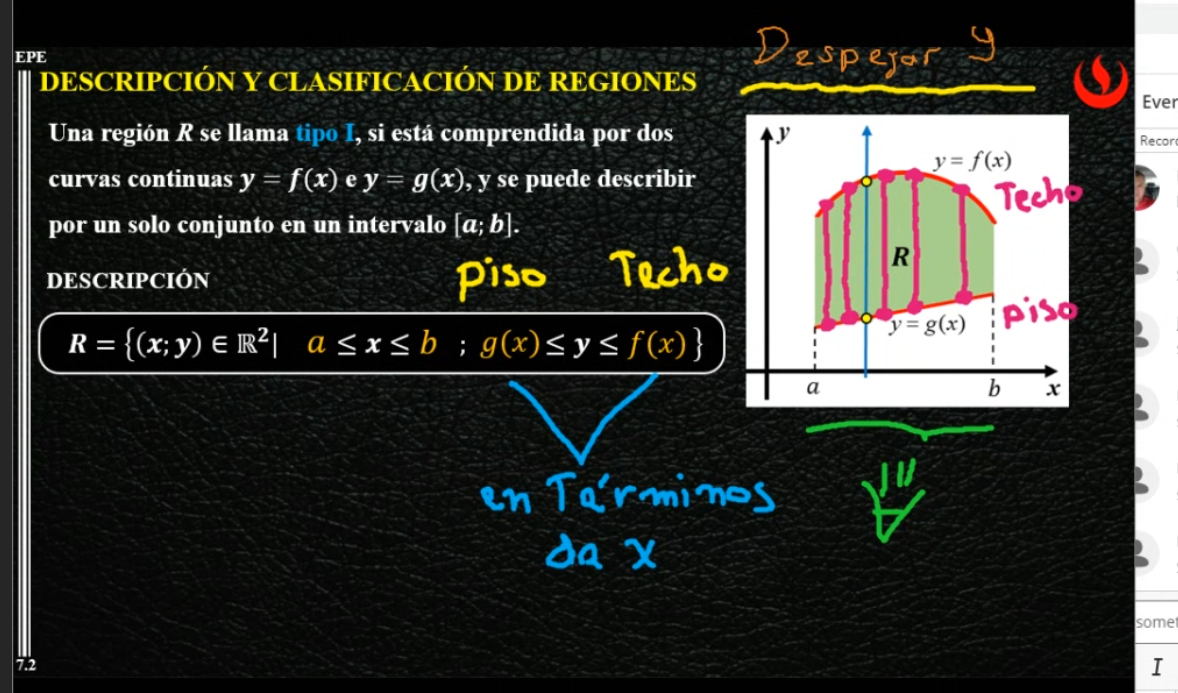 EPE
Despejar y
DESCRIPCIÓN Y CLASIFICACIÓN DE REGIONES
Una región R se llama tipo I, si está comprendida por dos
curvas continuas y = f(x) e y = g(x), y se puede describir
por un solo conjunto en un intervalo [a; b].
DESCRIPCIÓN
piso Techo
R = {(x; y) ∈ ℝ²| a ≤ x ≤ b ; g(x) ≤ y ≤ f(x) }
en Términos
de x
y
y = f(x)
Techo
R
y = g(x)
piso
a
b
x
7.2
Ever
Recor
somet
I